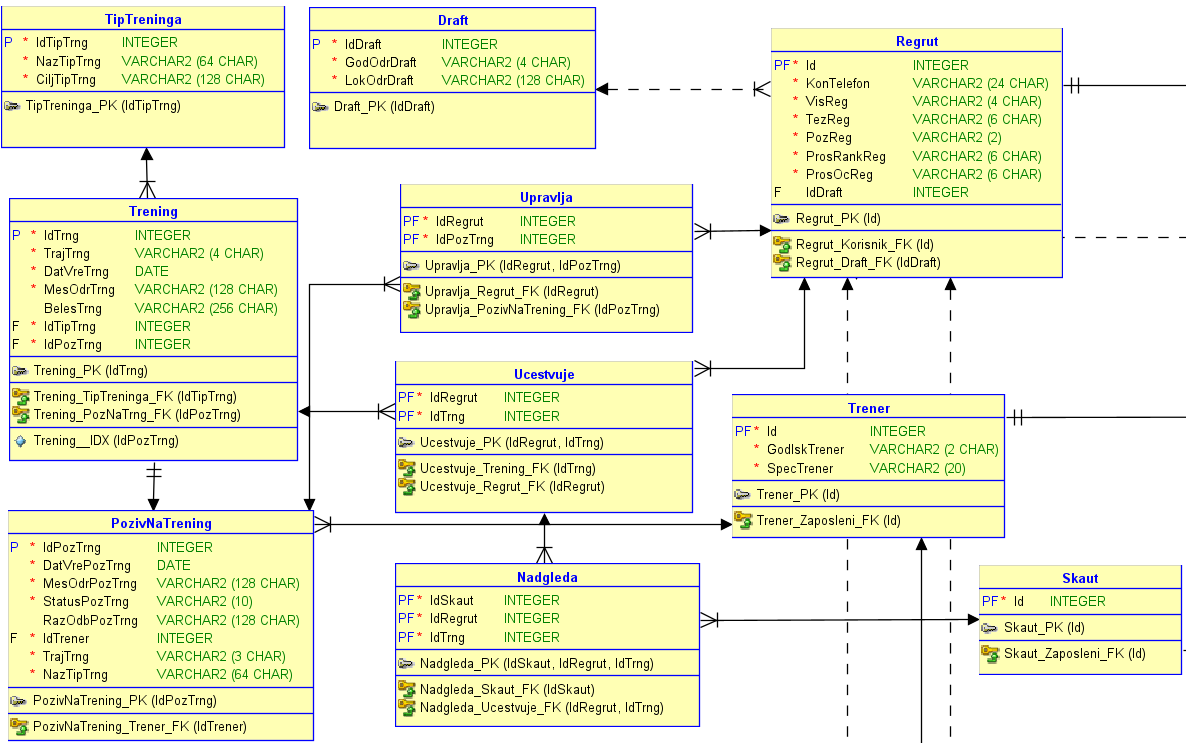 TipTreninga
P * IdTipTrng INTEGER
* NazTipTrng VARCHAR2 (64 CHAR)
* CiljTipTrng VARCHAR2 (128 CHAR)
TipTreninga_PK (IdTipTrng)
Draft
P * IdDraft INTEGER
* GodOdrDraft VARCHAR2 (4 CHAR)
* LokOdrDraft VARCHAR2 (128 CHAR)
Draft_PK (IdDraft)
Regrut
PF * Id INTEGER
* KonTelefon VARCHAR2 (24 CHAR)
* VisReg VARCHAR2 (4 CHAR)
* TezReg VARCHAR2 (6 CHAR)
* PozReg VARCHAR2 (2)
* ProsRankReg VARCHAR2 (6 CHAR)
* ProsOcReg VARCHAR2 (6 CHAR)
F IdDraft INTEGER
Regrut_PK (Id)
Regrut_Korisnik_FK (Id)
Regrut_Draft_FK (IdDraft)
Trening
P * IdTrng INTEGER
* TrajTrng VARCHAR2 (4 CHAR)
* DatVreTrng DATE
* MesOdrTrng VARCHAR2 (128 CHAR)
BelesTrng VARCHAR2 (256 CHAR)
F * IdTipTrng INTEGER
F * IdPozTrng INTEGER
Trening_PK (IdTrng)
Trening_TipTreninga_FK (IdTipTrng)
Trening_PozNaTrng_FK (IdPozTrng)
Trening__IDX (IdPozTrng)
Upravlja
PF * IdRegrut INTEGER
PF * IdPozTrng INTEGER
Upravlja_PK (IdRegrut, IdPozTrng)
Upravlja_Regrut_FK (IdRegrut)
Upravlja_PozivNaTrening_FK (IdPozTrng)
Ucestvuje
PF * IdRegrut INTEGER
PF * IdTrng INTEGER
Ucestvuje_PK (IdRegrut, IdTrng)
Ucestvuje_Trening_FK (IdTrng)
Ucestvuje_Regrut_FK (IdRegrut)
Trener
PF * Id INTEGER
* GodIskTrener VARCHAR2 (2 CHAR)
* SpecTrener VARCHAR2 (20)
Trener_PK (Id)
Trener_Zaposleni_FK (Id)
PozivNaTrening
P * IdPozTrng INTEGER
* DatVrePozTrng DATE
* MesOdrPozTrng VARCHAR2 (128 CHAR)
* StatusPozTrng VARCHAR2 (10)
RazOdbPozTrng VARCHAR2 (128 CHAR)
F * IdTrener INTEGER
* TrajTrng VARCHAR2 (3 CHAR)
* NazTipTrng VARCHAR2 (64 CHAR)
PozivNaTrening_PK (IdPozTrng)
PozivNaTrening_Trener_FK (IdTrener)
Nadgleda
PF * IdSkaut INTEGER
PF * IdRegrut INTEGER
PF * IdTrng INTEGER
Nadgleda_PK (IdSkaut, IdRegrut, IdTrng)
Nadgleda_Skaut_FK (IdSkaut)
Nadgleda_Ucestvuje_FK (IdRegrut, IdTrng)
Skaut
PF * Id INTEGER
Skaut_PK (Id)
Skaut_Zaposleni_FK (Id)